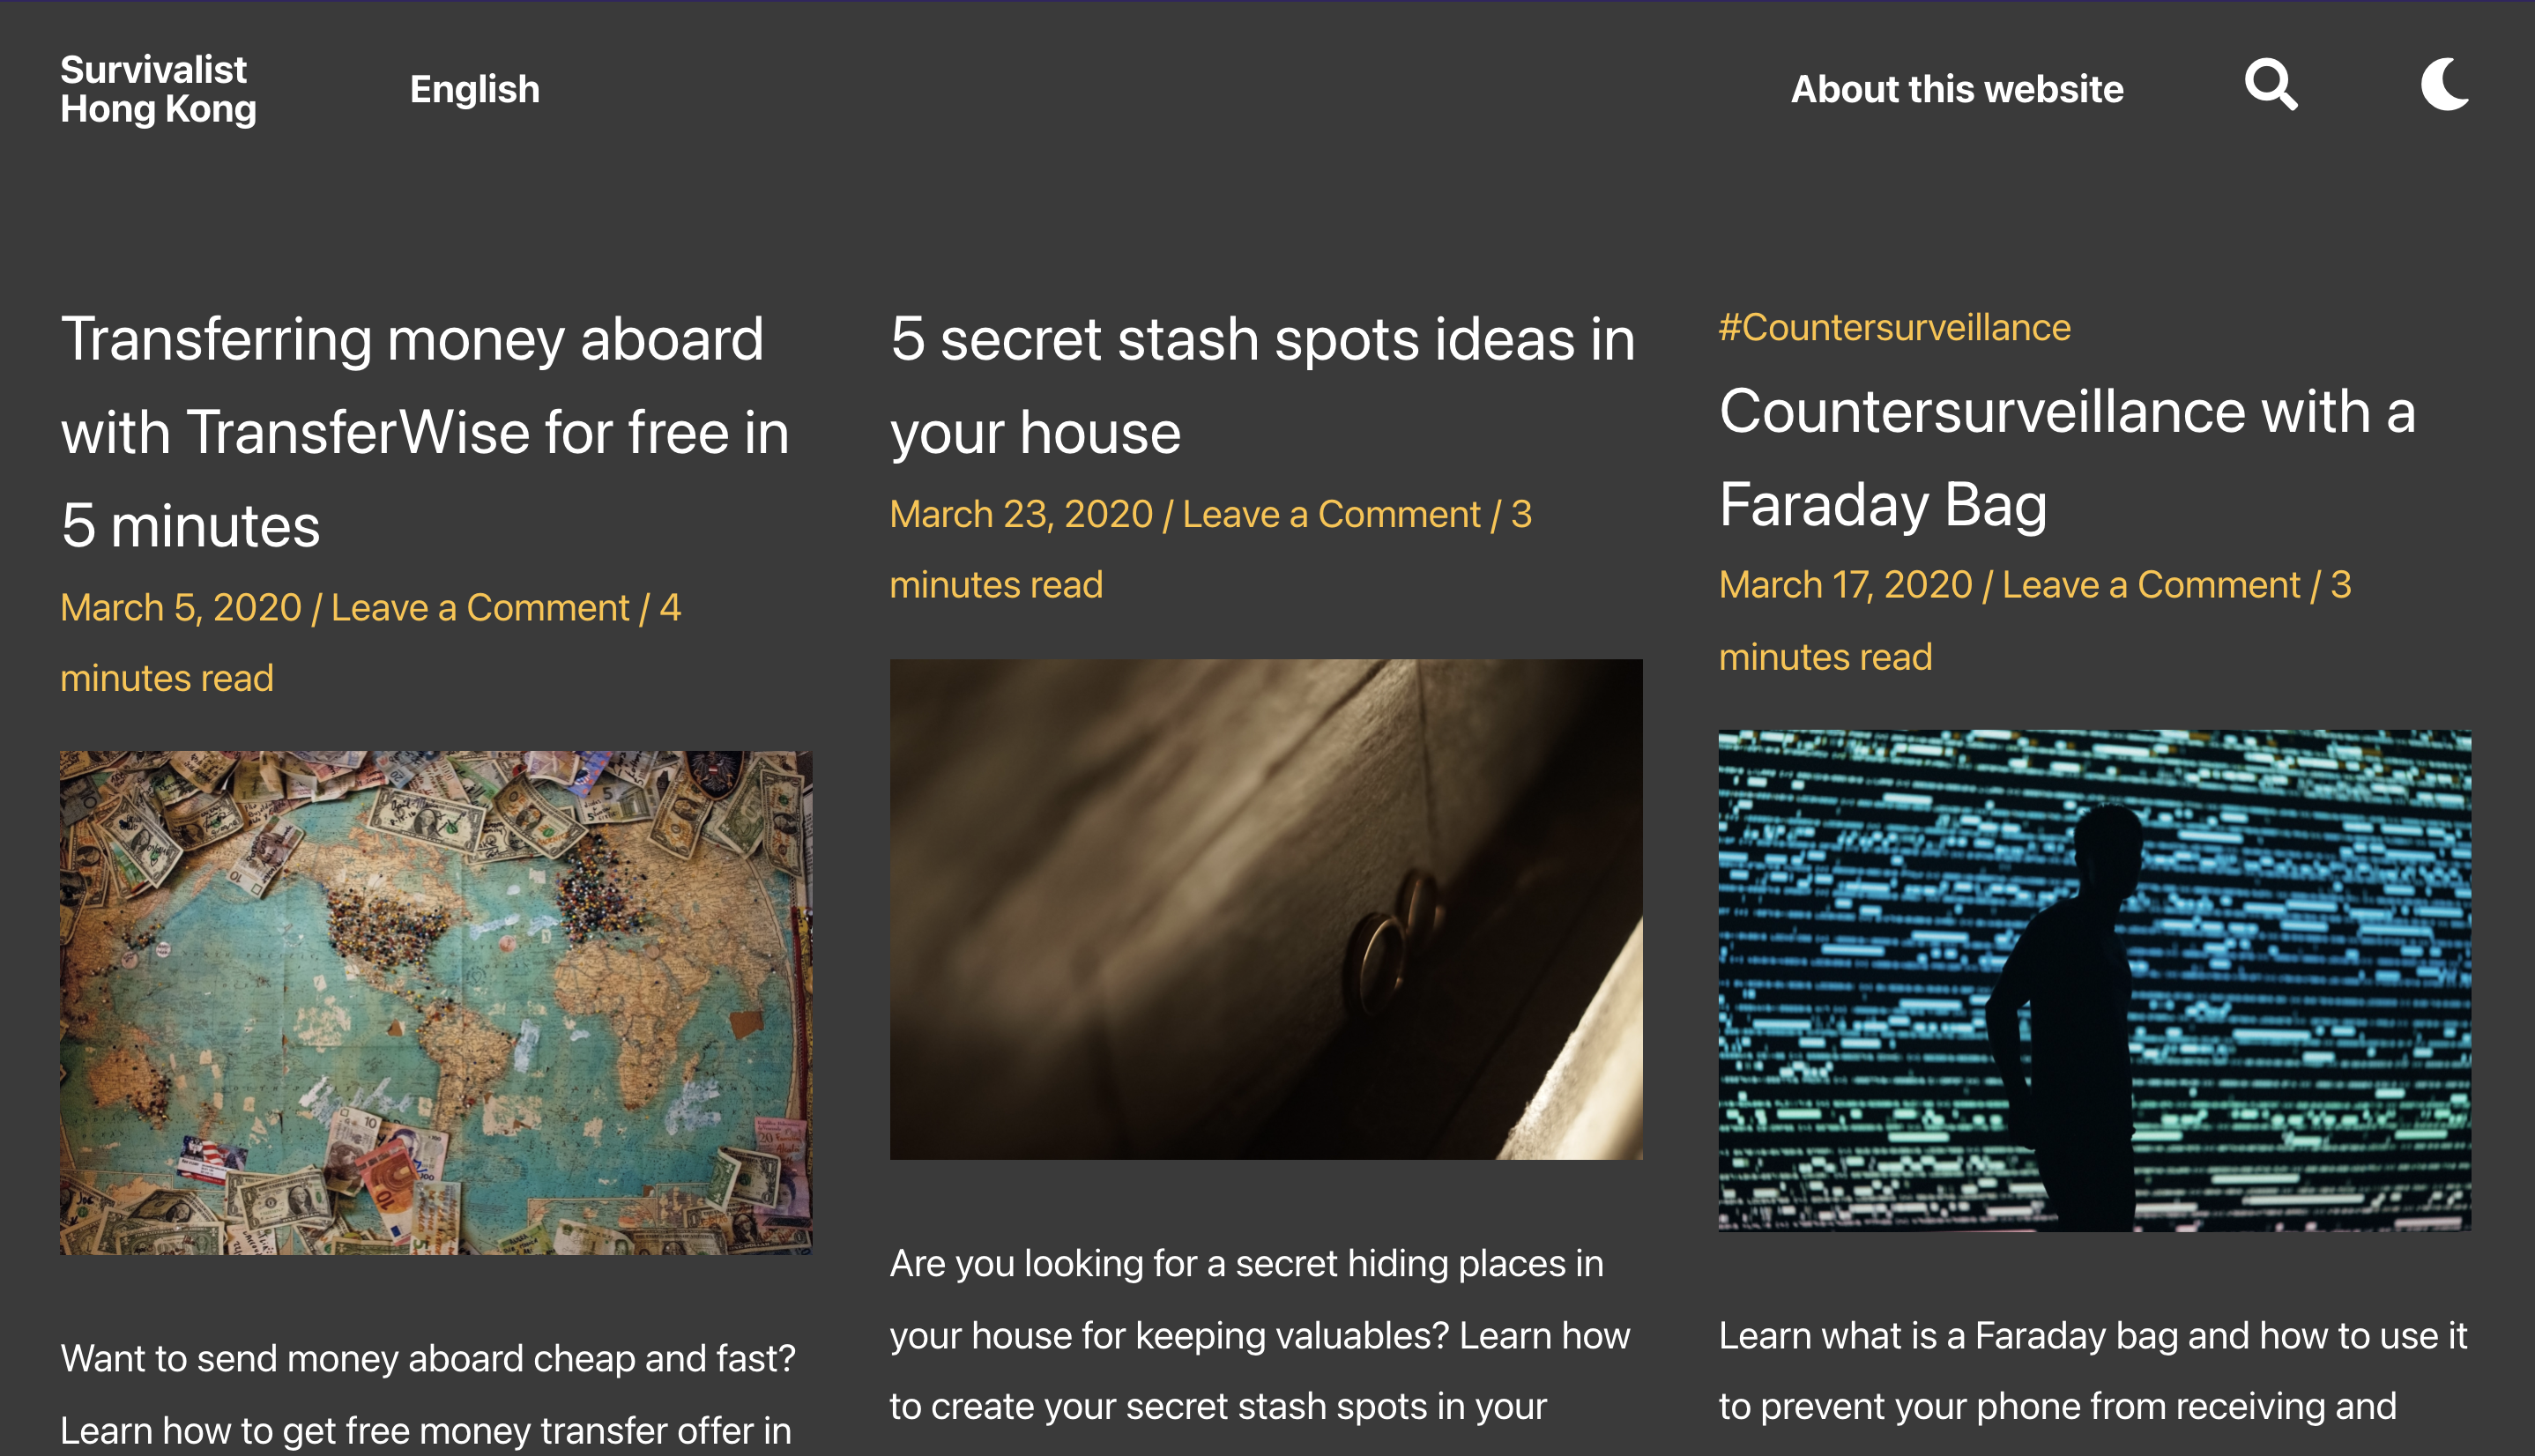 Survivalist
Hong Kong
English
About this website
Transferring money aboard
with TransferWise for free in
5 minutes
March 5, 2020 / Leave a Comment / 4
minutes read
Want to send money aboard cheap and fast?
Learn how to get free money transfer offer in
5 secret stash spots ideas in
your house
March 23, 2020 / Leave a Comment / 3
minutes read
Are you looking for a secret hiding places in
your house for keeping valuables? Learn how
to create your secret stash spots in your
#Countersurveillance
Countersurveillance with a
Faraday Bag
March 17, 2020 / Leave a Comment / 3
minutes read
Learn what is a Faraday bag and how to use it
to prevent your phone from receiving and